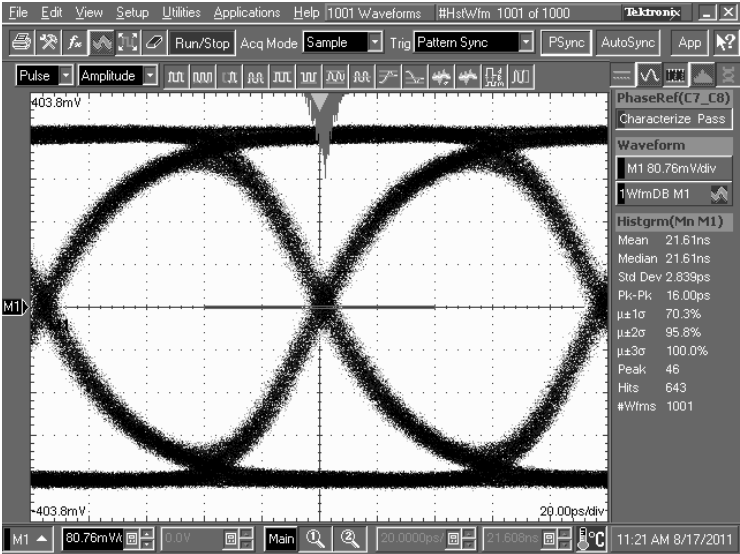 File Edit View Setup Utilities Applications Help 1001 Waveforms #HstWfm 1001 of 1000 Tektronix
Run/Stop Acq Mode Sample Trig Pattern Sync PSync AutoSync App
Pulse Amplitude
403.8mV
PhaseRef(C7_C8)
Characterize Pass
Waveform
M1 80.76mV/div
1WfmDB M1
Histgrm(Mn M1)
Mean 21.61ns
Median 21.61ns
Std Dev 2.839ps
Pk-Pk 16.00ps
µ±1σ 70.3%
µ±2σ 95.8%
µ±3σ 100.0%
Peak 46
Hits 643
#Wfms 1001
M1
-403.8mV 20.00ps/div
M1 80.76mV/ 0.0V Main 1 2 20.0000ps/ 21.608ns °C 11:21 AM 8/17/2011